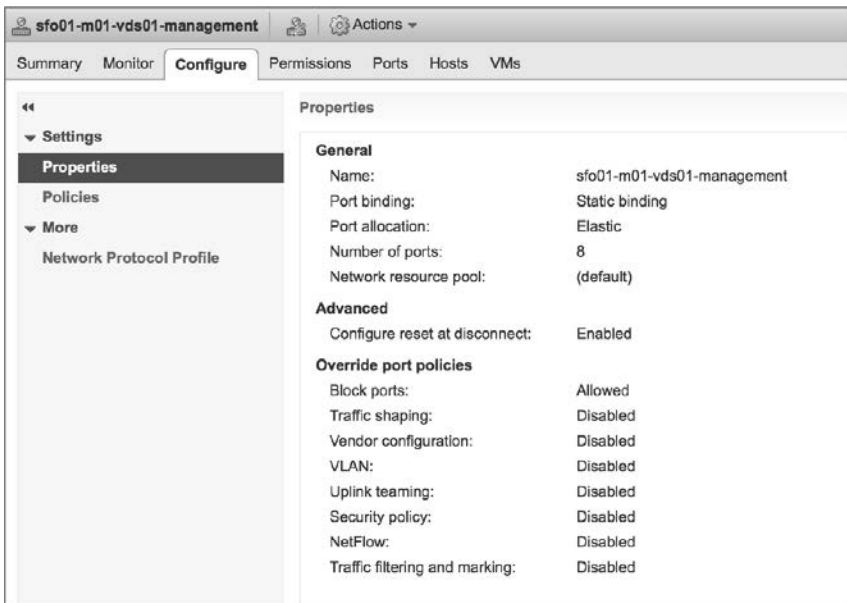 sfo01-m01-vds01-management Actions
Summary Monitor Configure Permissions Ports Hosts VMs
Settings
Properties
Policies
More
Network Protocol Profile
Properties
General
Name: sfo01-m01-vds01-management
Port binding: Static binding
Port allocation: Elastic
Number of ports: 8
Network resource pool: (default)
Advanced
Configure reset at disconnect: Enabled
Override port policies
Block ports: Allowed
Traffic shaping: Disabled
Vendor configuration: Disabled
VLAN: Disabled
Uplink teaming: Disabled
Security policy: Disabled
NetFlow: Disabled
Traffic filtering and marking: Disabled